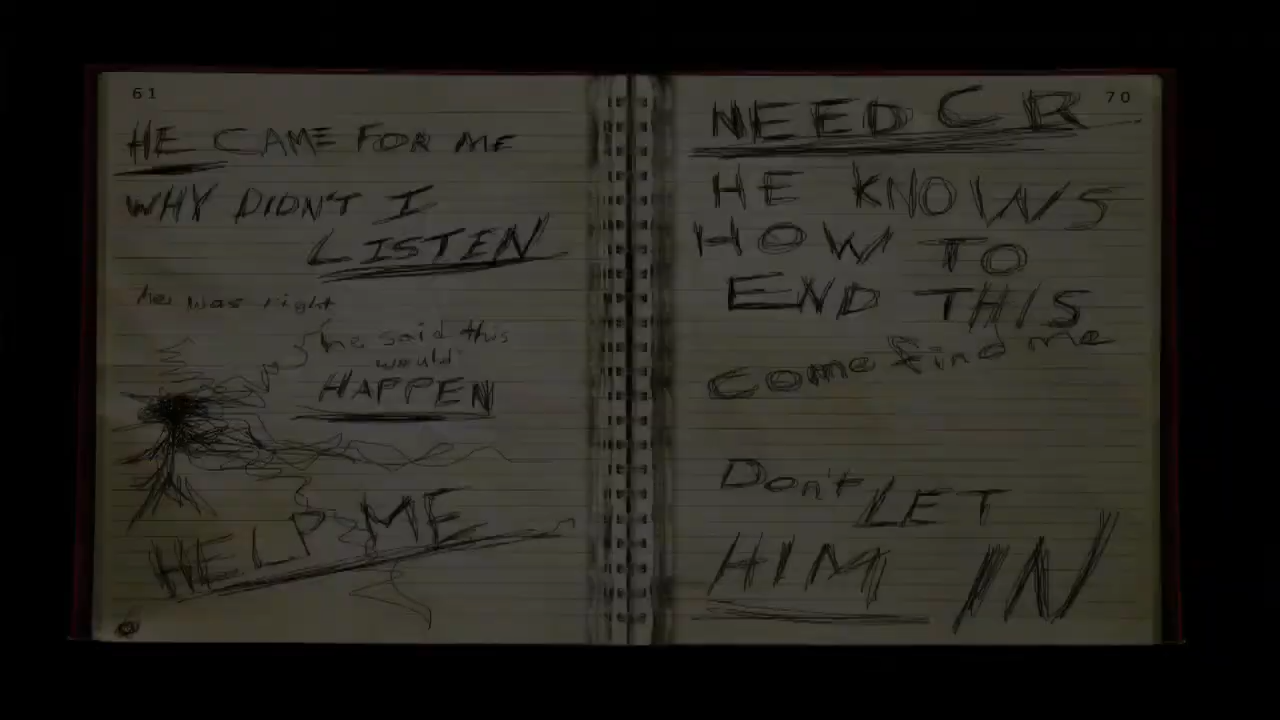 61
HE CAME FOR ME
WHY DIDN'T I
LISTEN
he was right
he said this
would
HAPPEN
HELP ME
70
NEED C R
HE KNOWS
HOW TO
END THIS
come find me
Don't LET
HIM IN